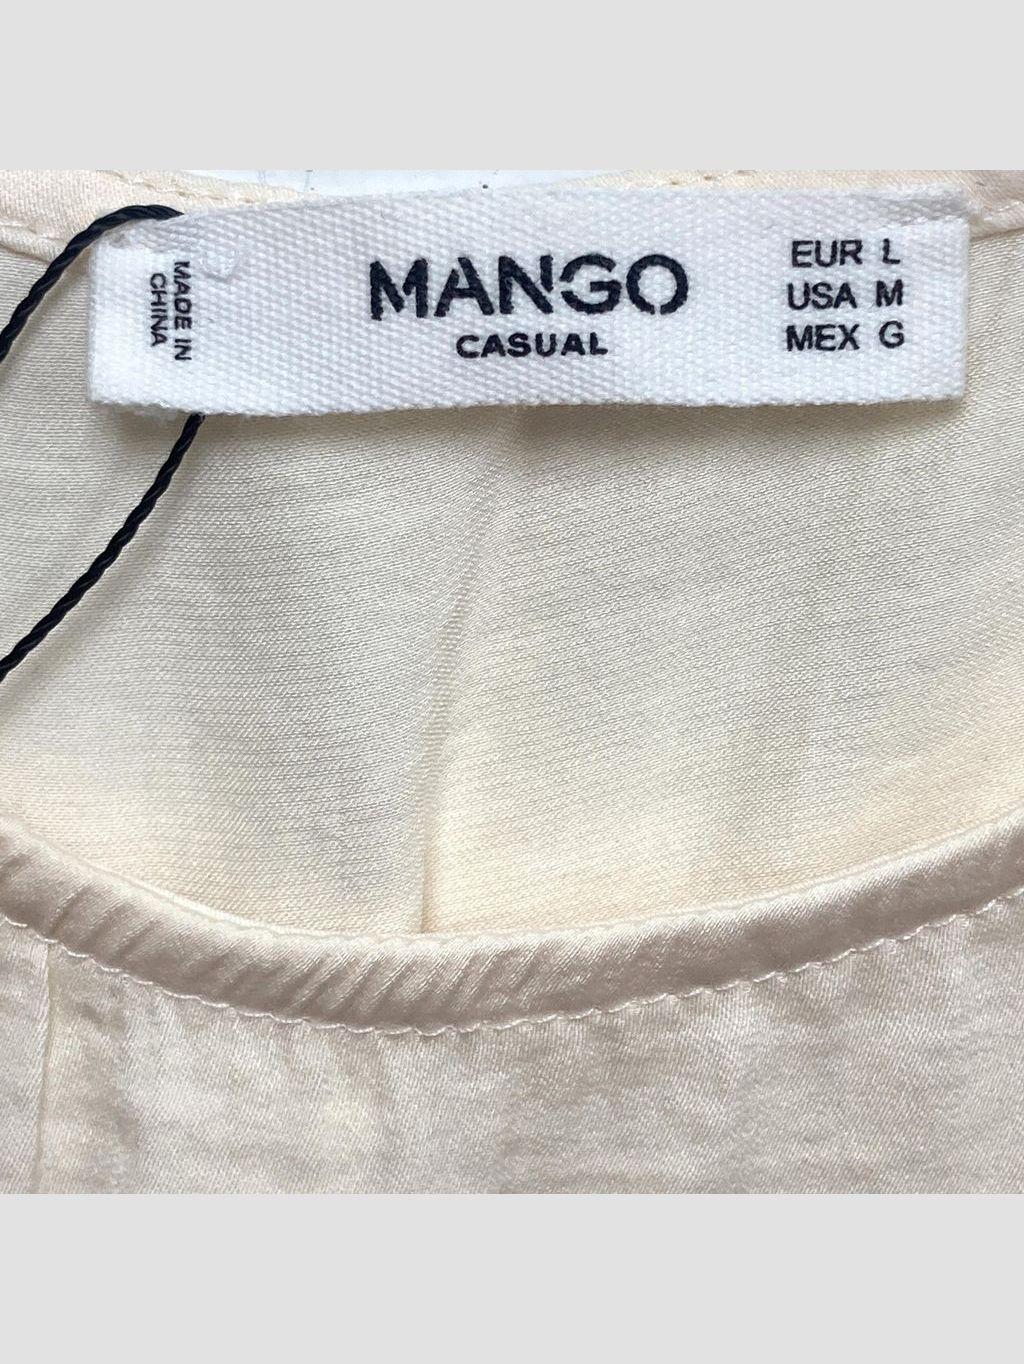 MADE IN
CHINA
MANGO
CASUAL
EUR L
USA M
MEX G